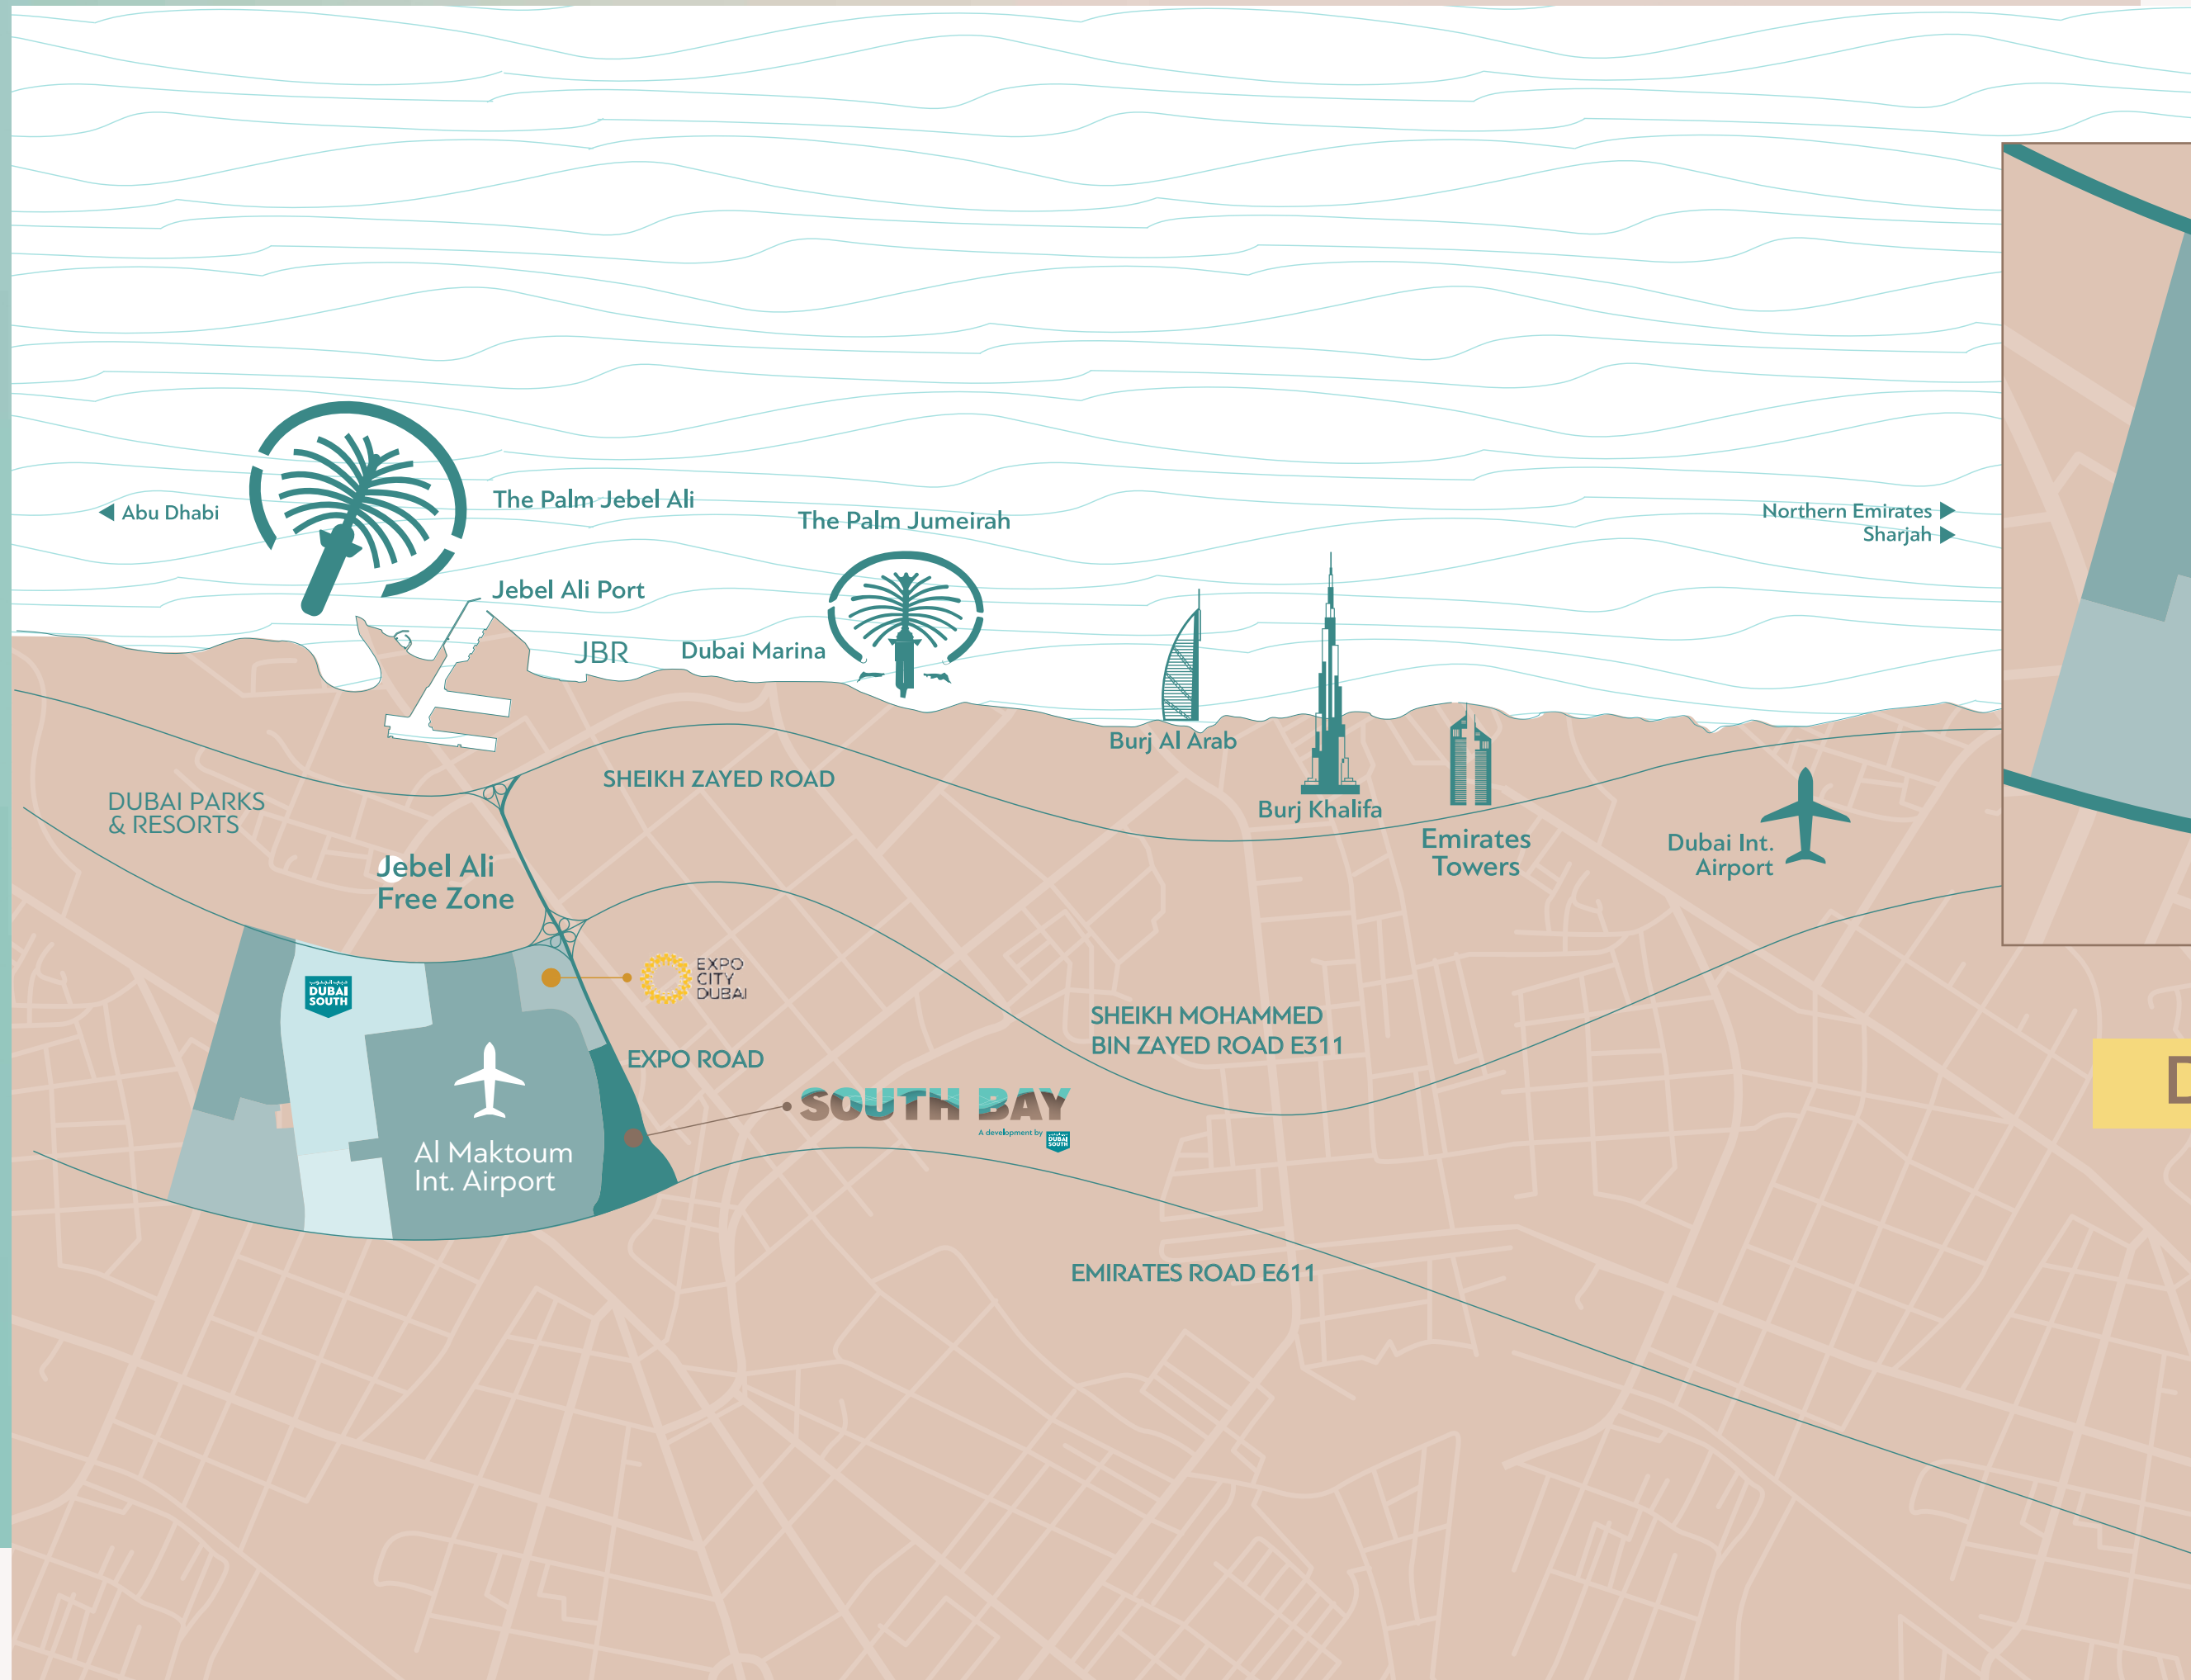 The Palm Jebel Ali
Abu Dhabi
The Palm Jumeirah
Northern Emirates
Sharjah
Jebel Ali Port
JBR
Dubai Marina
Burj Al Arab
SHEIKH ZAYED ROAD
DUBAI PARKS
& RESORTS
Burj Khalifa
Emirates
Towers
Dubai Int.
Airport
Jebel Ali
Free Zone
EXPO
CITY
DUBAI
DUBAI
SOUTH
SHEIKH MOHAMMED
BIN ZAYED ROAD E311
EXPO ROAD
SOUTH BAY
A development by
DUBAI
SOUTH
Al Maktoum
Int. Airport
EMIRATES ROAD E611
D